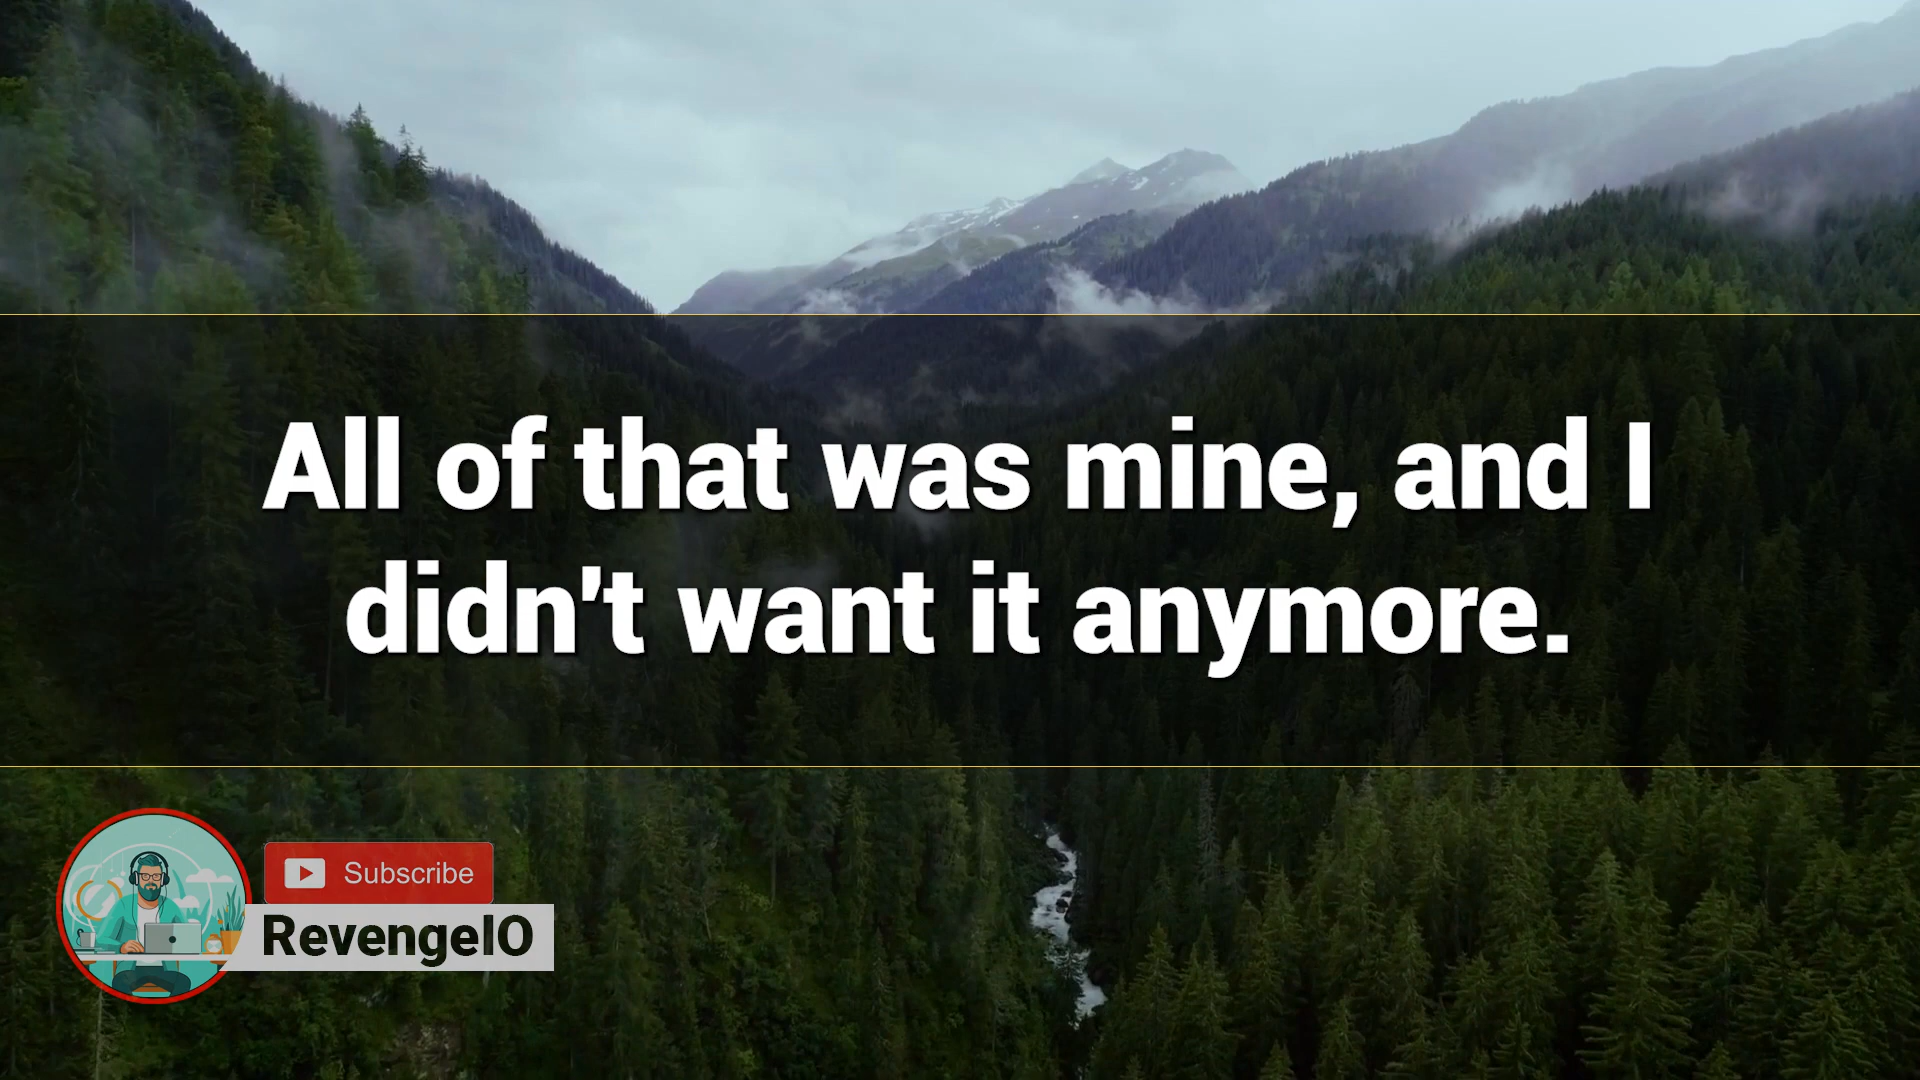 All of that was mine, and I
didn't want it anymore.
Subscribe
RevengeIO